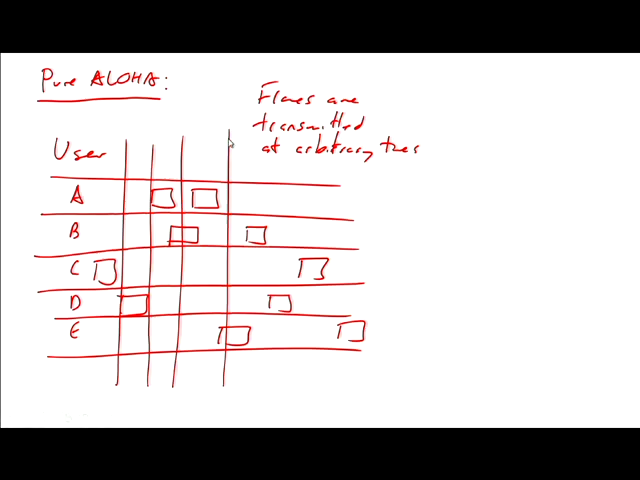 Pure ALOHA:
Frames are
transmitted
at arbitrary times
User
A
B
C
D
E